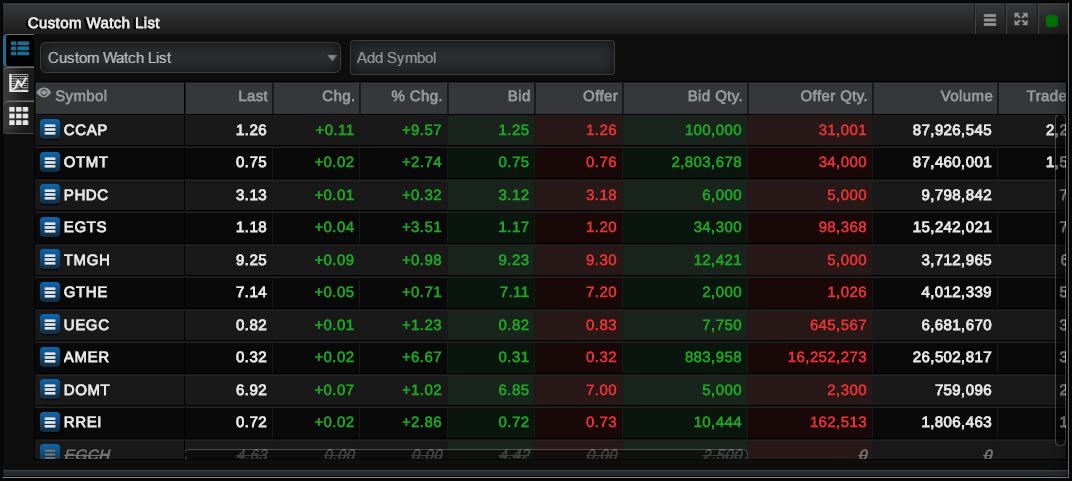 Custom Watch List
Custom Watch List Add Symbol
Symbol Last Chg. % Chg. Bid Offer Bid Qty. Offer Qty. Volume Trade
CCAP 1.26 +0.11 +9.57 1.25 1.26 100,000 31,001 87,926,545 2,2
OTMT 0.75 +0.02 +2.74 0.75 0.76 2,803,678 34,000 87,460,001 1,5
PHDC 3.13 +0.01 +0.32 3.12 3.18 6,000 5,000 9,798,842 7
EGTS 1.18 +0.04 +3.51 1.17 1.20 34,300 98,368 15,242,021 7
TMGH 9.25 +0.09 +0.98 9.23 9.30 12,421 5,000 3,712,965 6
GTHE 7.14 +0.05 +0.71 7.11 7.20 2,000 1,026 4,012,339 5
UEGC 0.82 +0.01 +1.23 0.82 0.83 7,750 645,567 6,681,670 3
AMER 0.32 +0.02 +6.67 0.31 0.32 883,958 16,252,273 26,502,817 3
DOMT 6.92 +0.07 +1.02 6.85 7.00 5,000 2,300 759,096 2
RREI 0.72 +0.02 +2.86 0.72 0.73 10,444 162,513 1,806,463 1
EGCH 4.63 0.00 0.00 4.42 0.00 2,500 0 0